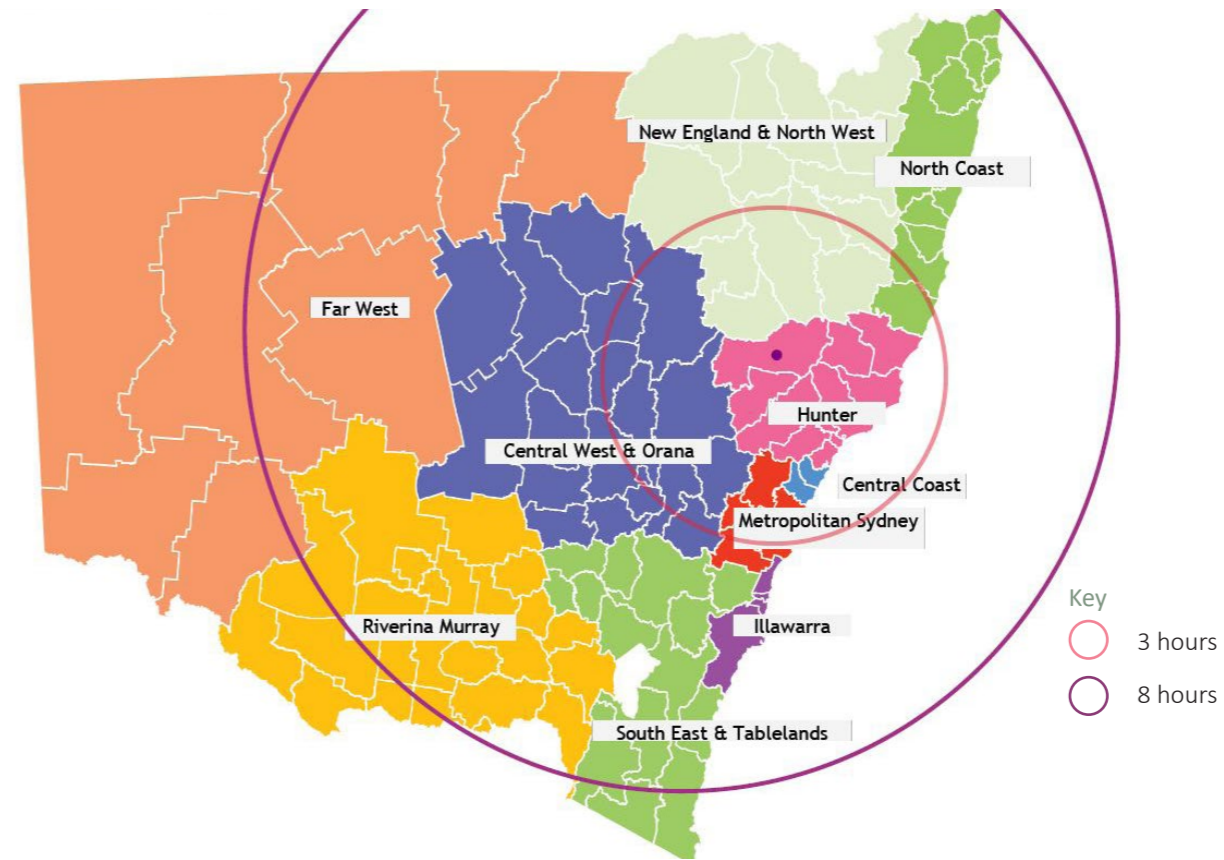 New England & North West
North Coast
Far West
Hunter
Central West & Orana
Central Coast
Metropolitan Sydney
Key
3 hours
Riverina Murray
Illawarra
8 hours
South East & Tablelands